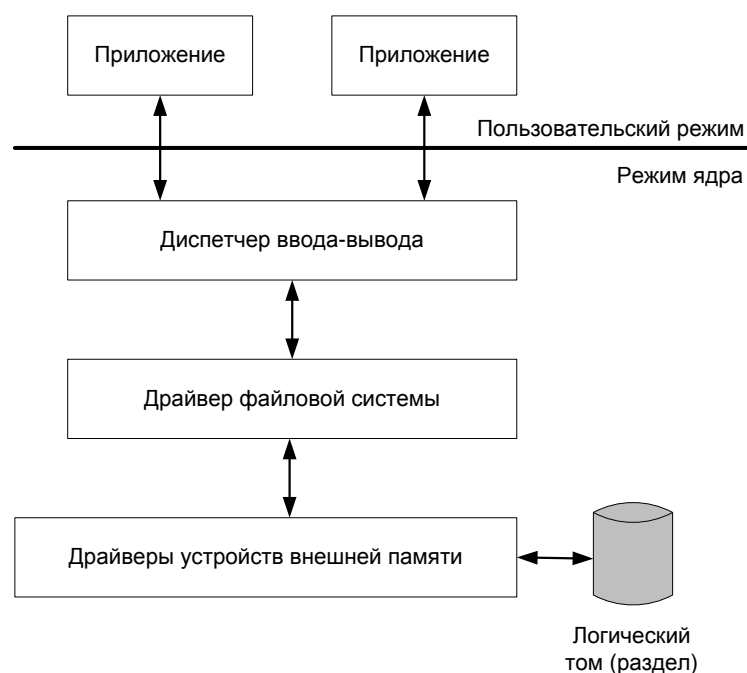 Приложение
Приложение
Пользовательский режим
Режим ядра
Диспетчер ввода-вывода
Драйвер файловой системы
Драйверы устройств внешней памяти
Логический
том (раздел)